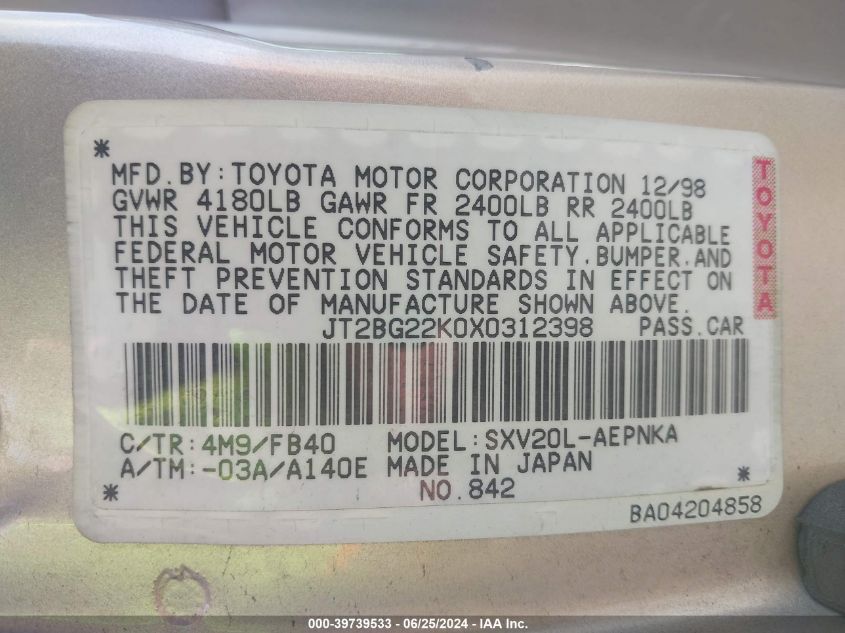 *
MFD.BY:TOYOTA MOTOR CORPORATION 12/98
GVWR 4180LB GAWR FR 2400LB RR 2400LB
THIS VEHICLE CONFORMS TO ALL APPLICABLE
FEDERAL MOTOR VEHICLE SAFETY.BUMPER.AND
THEFT PREVENTION STANDARDS IN EFFECT ON
THE DATE OF MANUFACTURE SHOWN ABOVE.
JT2BG22K0X0312398 PASS.CAR
TOYOTA
C/TR:4M9/FB40 MODEL:SXV20L-AEPNKA
A/TM:-03A/A140E MADE IN JAPAN
* NO.842 *
BA04204858
000-39739533 - 06/25/2024 - IAA Inc.